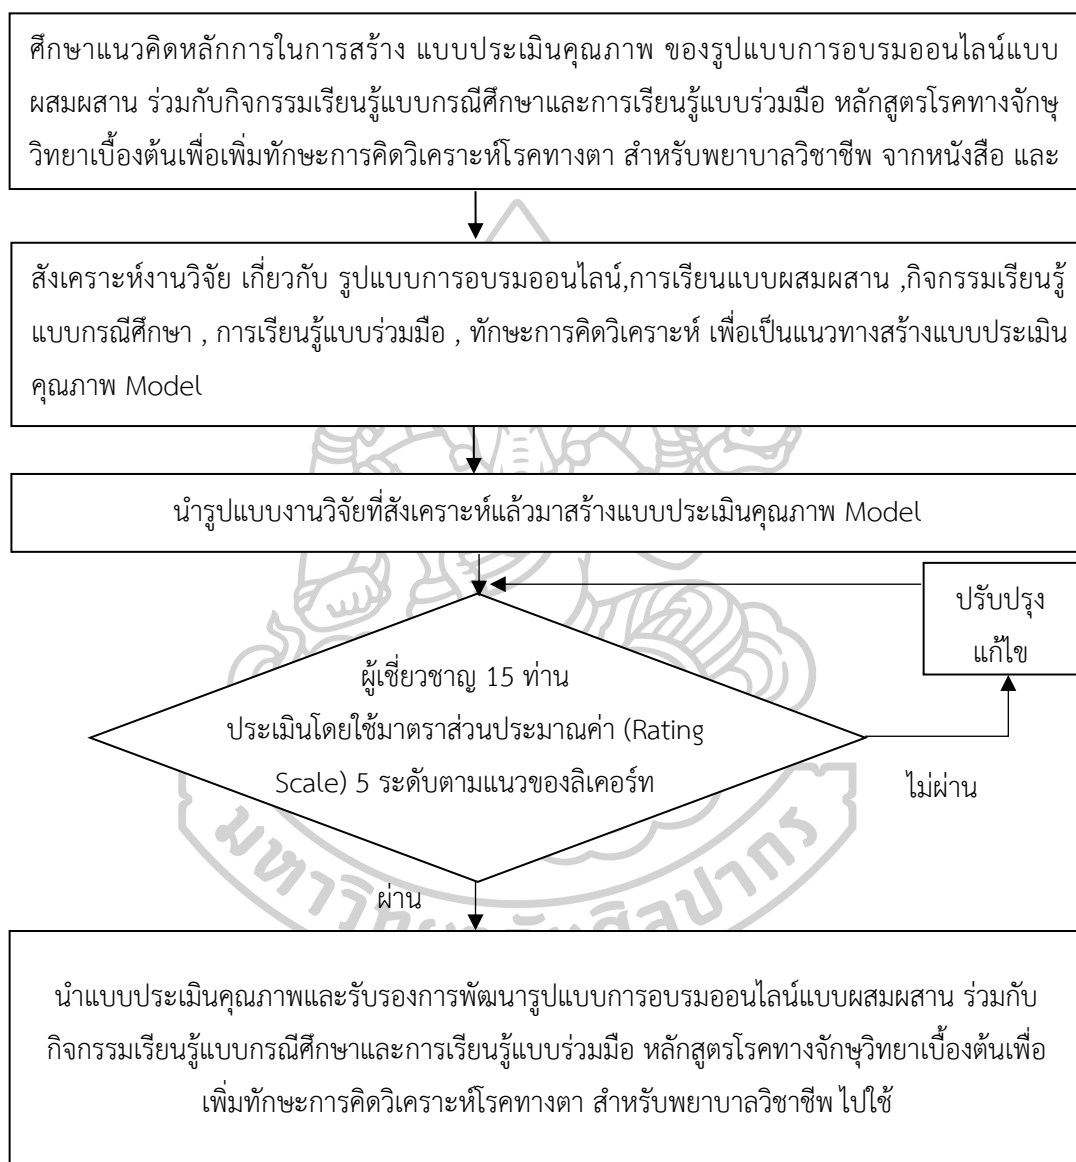 ศึกษาแนวคิดหลักการในการสร้าง แบบประเมินคุณภาพ ของรูปแบบการอบรมออนไลน์แบบ
ผสมผสาน ร่วมกับกิจกรรมเรียนรู้แบบกรณีศึกษาและการเรียนรู้แบบร่วมมือ หลักสูตรโรคทางจักษุ
วิทยาเบื้องต้นเพื่อเพิ่มทักษะการคิดวิเคราะห์โรคทางตา สำหรับพยาบาลวิชาชีพ จากหนังสือ และ
สังเคราะห์งานวิจัย เกี่ยวกับ รูปแบบการอบรมออนไลน์,การเรียนแบบผสมผสาน ,กิจกรรมเรียนรู้
แบบกรณีศึกษา , การเรียนรู้แบบร่วมมือ , ทักษะการคิดวิเคราะห์ เพื่อเป็นแนวทางสร้างแบบประเมิน
คุณภาพ Model
นำรูปแบบงานวิจัยที่สังเคราะห์แล้วมาสร้างแบบประเมินคุณภาพ Model
ปรับปรุง
แก้ไข
ผู้เชี่ยวชาญ 15 ท่าน
ประเมินโดยใช้มาตราส่วนประมาณค่า (Rating
Scale) 5 ระดับตามแนวของลิเคอร์ท
ไม่ผ่าน
ผ่าน
มหาวิทยาลัยศิลปากร
นำแบบประเมินคุณภาพและรับรองการพัฒนารูปแบบการอบรมออนไลน์แบบผสมผสาน ร่วมกับ
กิจกรรมเรียนรู้แบบกรณีศึกษาและการเรียนรู้แบบร่วมมือ หลักสูตรโรคทางจักษุวิทยาเบื้องต้นเพื่อ
เพิ่มทักษะการคิดวิเคราะห์โรคทางตา สำหรับพยาบาลวิชาชีพ ไปใช้